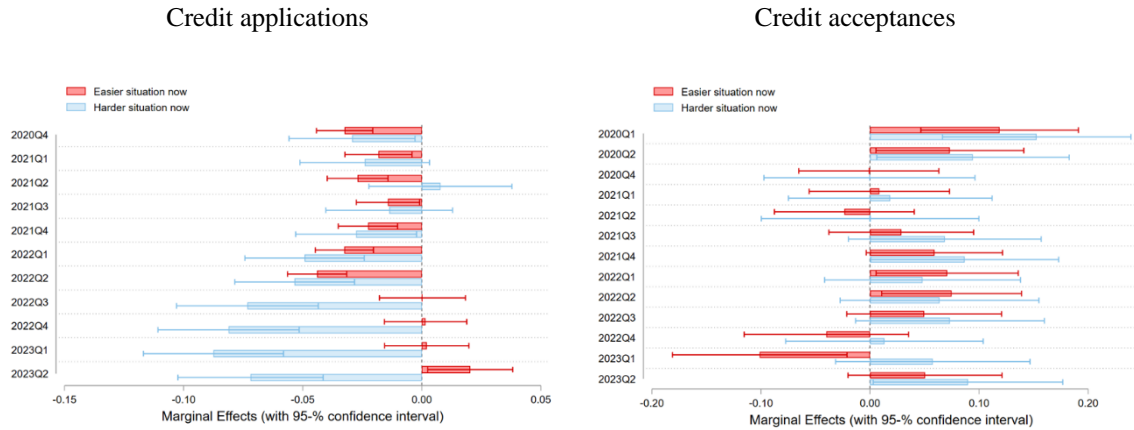 Credit applications
Easier situation now
Harder situation now
2020Q4
2021Q1
2021Q2
2021Q3
2021Q4
2022Q1
2022Q2
2022Q3
2022Q4
2023Q1
2023Q2
-0.15
-0.10
-0.05
0.00
0.05
Marginal Effects (with 95-% confidence interval)
Credit acceptances
Easier situation now
Harder situation now
2020Q1
2020Q2
2020Q4
2021Q1
2021Q2
2021Q3
2021Q4
2022Q1
2022Q2
2022Q3
2022Q4
2023Q1
2023Q2
-0.20
-0.10
0.00
0.10
0.20
Marginal Effects (with 95-% confidence interval)